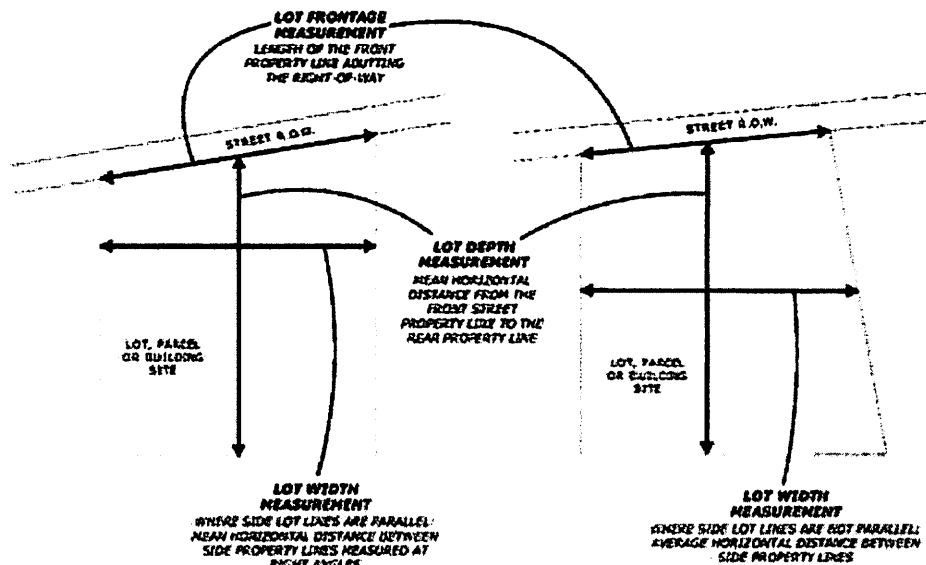 LOT FRONTAGE
MEASUREMENT
LENGTH OF THE FRONT
PROPERTY LINE ABUTTING
THE RIGHT-OF-WAY
STREET R.O.W.
STREET R.O.W.
LOT DEPTH
MEASUREMENT
MEAN HORIZONTAL
DISTANCE FROM THE
FRONT STREET
PROPERTY LINE TO THE
REAR PROPERTY LINE
LOT, PARCEL
OR BUILDING
SITE
LOT, PARCEL
OR BUILDING
SITE
LOT WIDTH
MEASUREMENT
WHERE SIDE LOT LINES ARE PARALLEL:
MEAN HORIZONTAL DISTANCE BETWEEN
SIDE PROPERTY LINES MEASURED AT
RIGHT ANGLES
LOT WIDTH
MEASUREMENT
WHERE SIDE LOT LINES ARE NOT PARALLEL:
AVERAGE HORIZONTAL DISTANCE BETWEEN
SIDE PROPERTY LINES